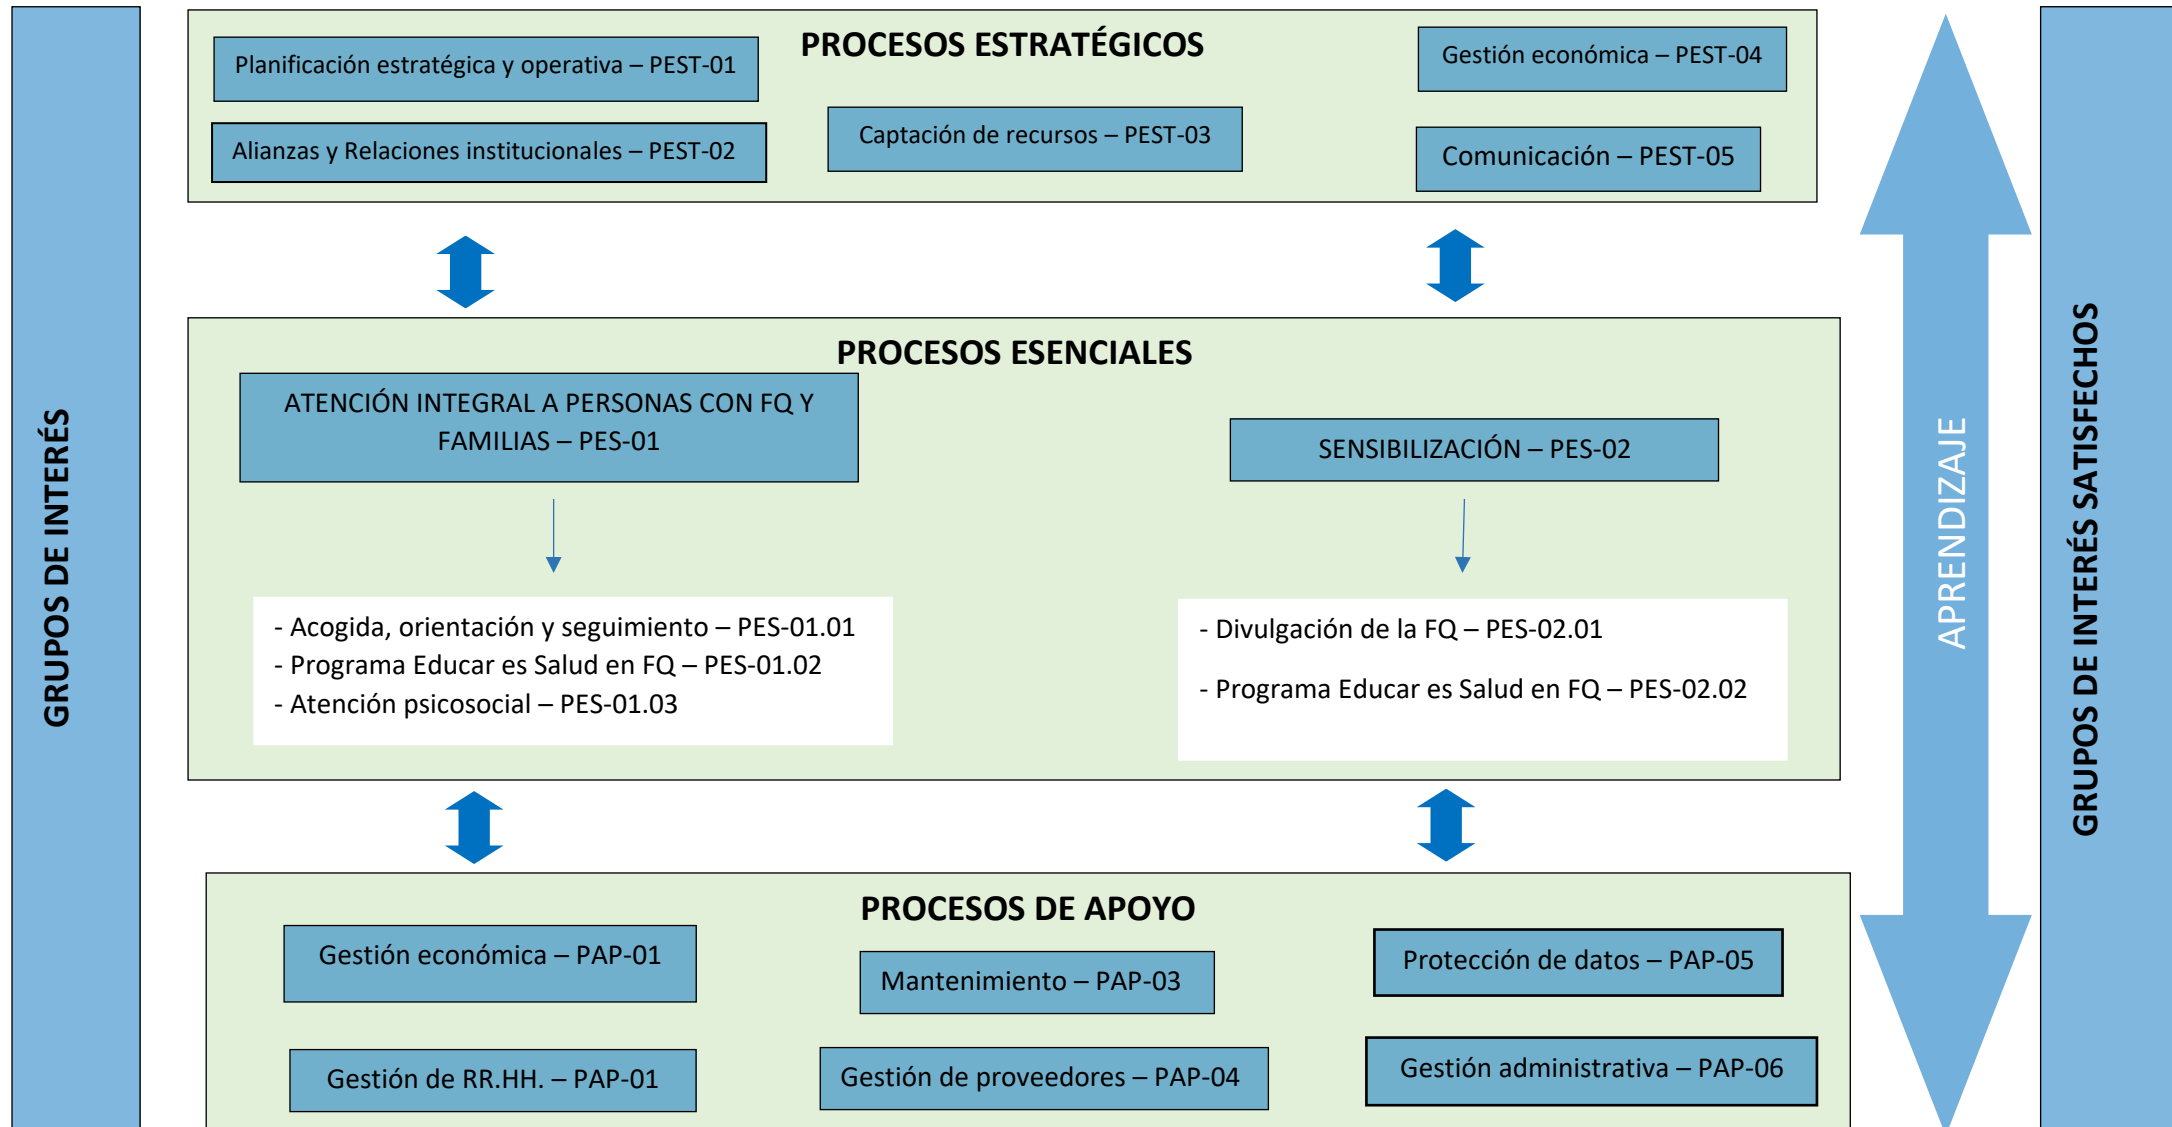 GRUPOS DE INTERÉS
PROCESOS ESTRATÉGICOS
Planificación estratégica y operativa – PEST-01
Alianzas y Relaciones institucionales – PEST-02
Captación de recursos – PEST-03
Gestión económica – PEST-04
Comunicación – PEST-05
PROCESOS ESENCIALES
ATENCIÓN INTEGRAL A PERSONAS CON FQ Y
FAMILIAS – PES-01
- Acogida, orientación y seguimiento – PES-01.01
- Programa Educar es Salud en FQ – PES-01.02
- Atención psicosocial – PES-01.03
SENSIBILIZACIÓN – PES-02
- Divulgación de la FQ – PES-02.01
- Programa Educar es Salud en FQ – PES-02.02
PROCESOS DE APOYO
Gestión económica – PAP-01
Gestión de RR.HH. – PAP-01
Mantenimiento – PAP-03
Gestión de proveedores – PAP-04
Protección de datos – PAP-05
Gestión administrativa – PAP-06
APRENDIZAJE
GRUPOS DE INTERÉS SATISFECHOS